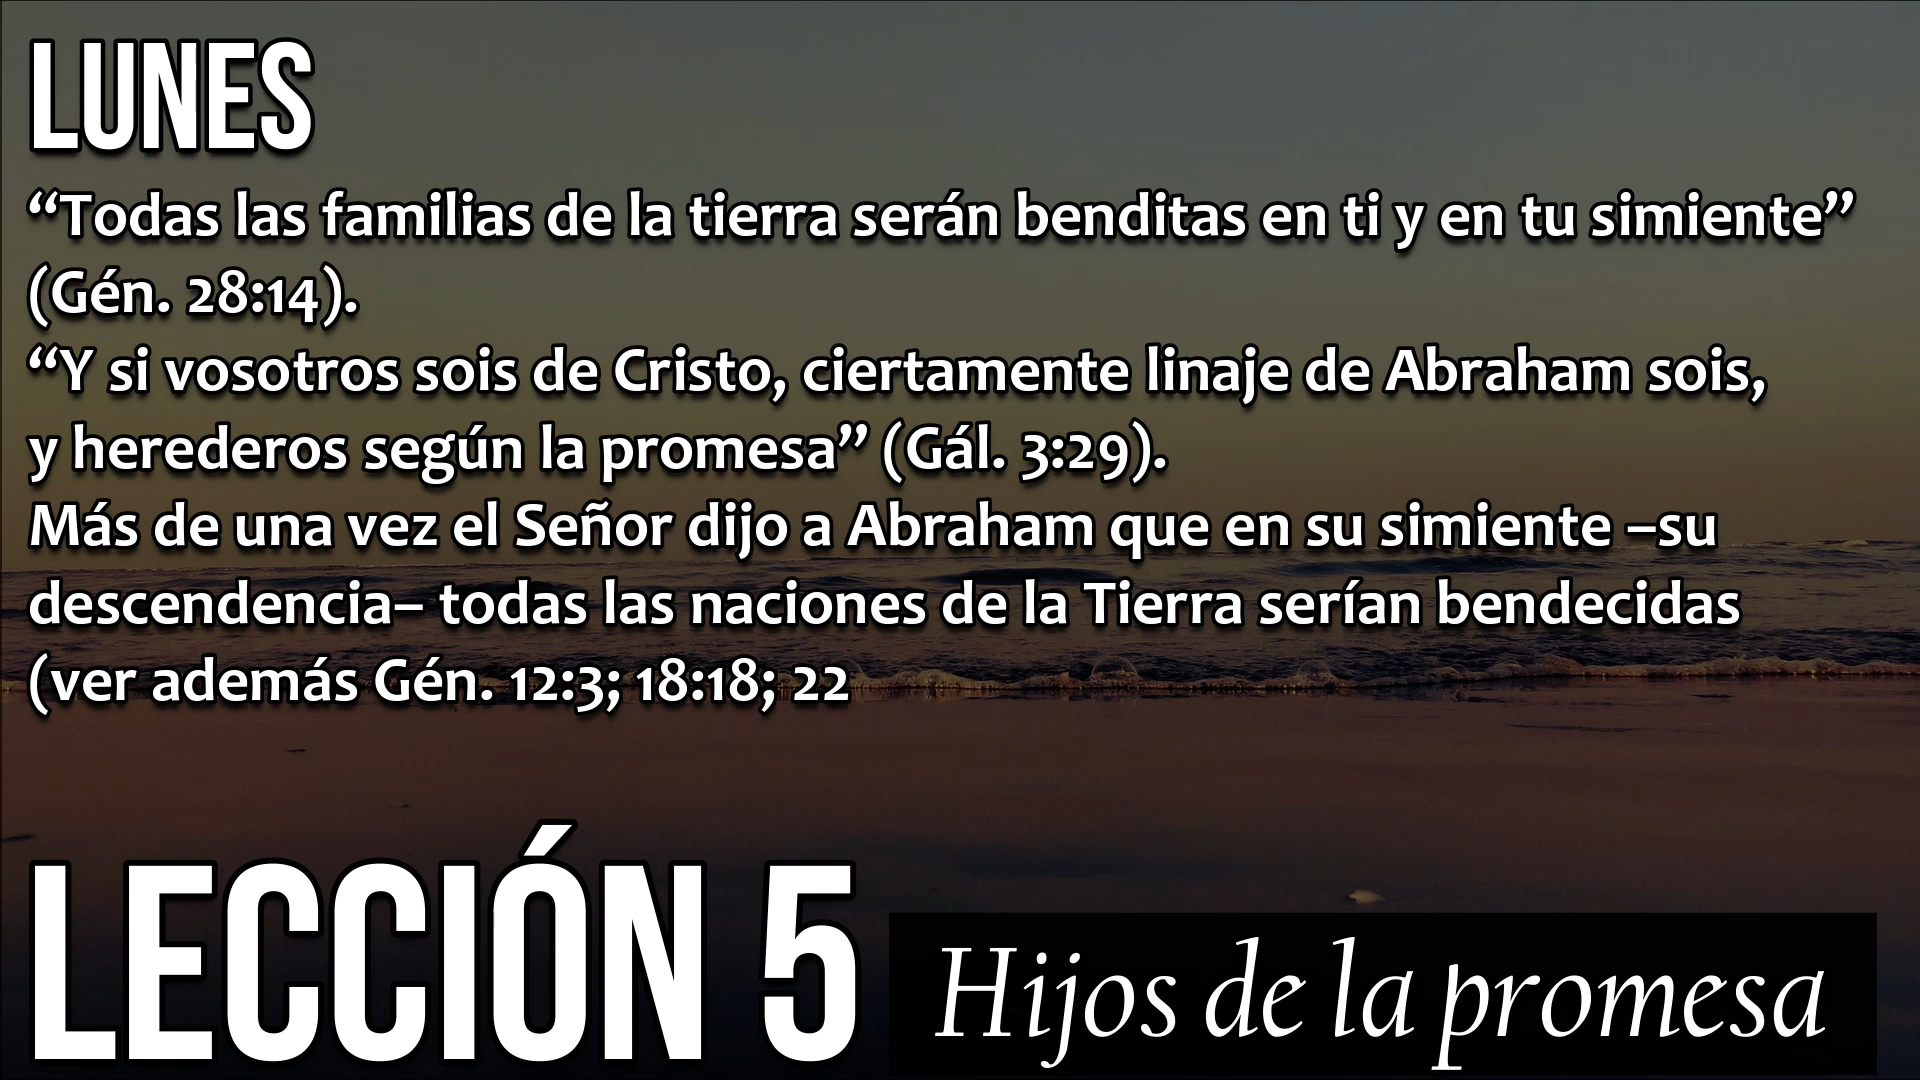 LUNES
“Todas las familias de la tierra serán benditas en ti y en tu simiente”
(Gén. 28:14).
“Y si vosotros sois de Cristo, ciertamente linaje de Abraham sois,
y herederos según la promesa” (Gál. 3:29).
Más de una vez el Señor dijo a Abraham que en su simiente –su
descendencia– todas las naciones de la Tierra serían bendecidas
(ver además Gén. 12:3; 18:18; 22
LECCIÓN 5
Hijos de la promesa